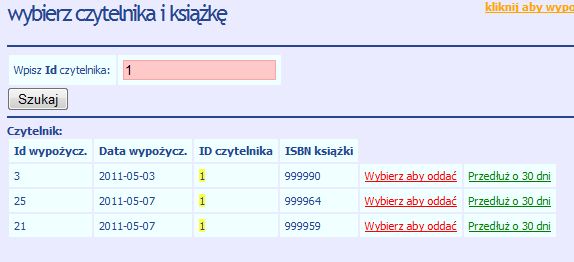 kliknij aby wypo
wybierz czytelnika i książkę
Wpisz Id czytelnika: 1
Szukaj
Czytelnik:
Id wypożycz. Data wypożycz. ID czytelnika ISBN książki
3 2011-05-03 1 999990 Wybierz aby oddać Przedłuż o 30 dni
25 2011-05-07 1 999964 Wybierz aby oddać Przedłuż o 30 dni
21 2011-05-07 1 999959 Wybierz aby oddać Przedłuż o 30 dni